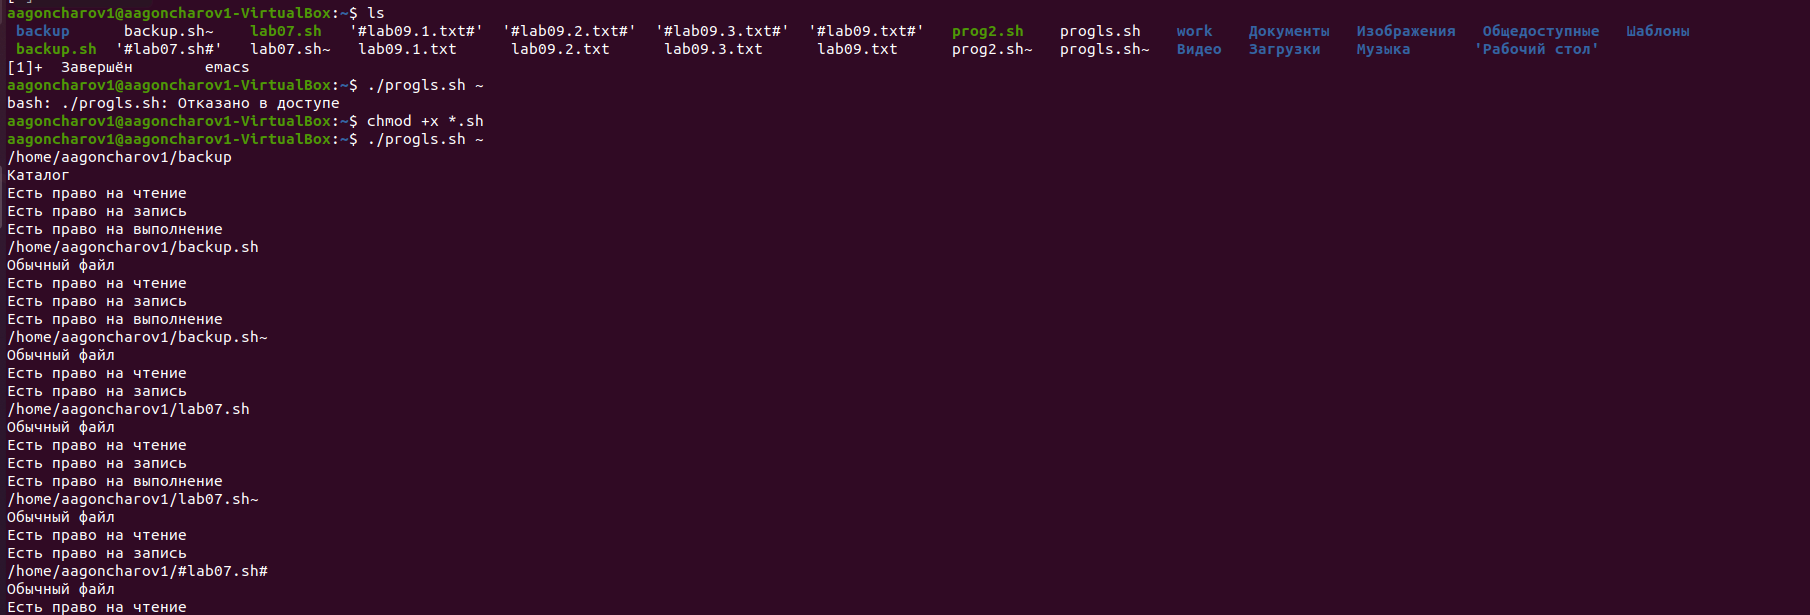 aagoncharov1@aagoncharov1-VirtualBox:~$ ls
backup      backup.sh~    lab07.sh   '#lab09.1.txt#'  '#lab09.2.txt#'  '#lab09.3.txt#'  '#lab09.txt#'   prog2.sh    progls.sh    work   Документы   Изображения   Общедоступные   Шаблоны
backup.sh  '#lab07.sh#'   lab07.sh~   lab09.1.txt      lab09.2.txt      lab09.3.txt      lab09.txt      prog2.sh~   progls.sh~   Видео   Загрузки    Музыка       'Рабочий стол'
[1]+  Завершён        emacs
aagoncharov1@aagoncharov1-VirtualBox:~$ ./progls.sh ~
bash: ./progls.sh: Отказано в доступе
aagoncharov1@aagoncharov1-VirtualBox:~$ chmod +x *.sh
aagoncharov1@aagoncharov1-VirtualBox:~$ ./progls.sh ~
/home/aagoncharov1/backup
Каталог
Есть право на чтение
Есть право на запись
Есть право на выполнение
/home/aagoncharov1/backup.sh
Обычный файл
Есть право на чтение
Есть право на запись
Есть право на выполнение
/home/aagoncharov1/backup.sh~
Обычный файл
Есть право на чтение
Есть право на запись
/home/aagoncharov1/lab07.sh
Обычный файл
Есть право на чтение
Есть право на запись
Есть право на выполнение
/home/aagoncharov1/lab07.sh~
Обычный файл
Есть право на чтение
Есть право на запись
/home/aagoncharov1/#lab07.sh#
Обычный файл
Есть право на чтение